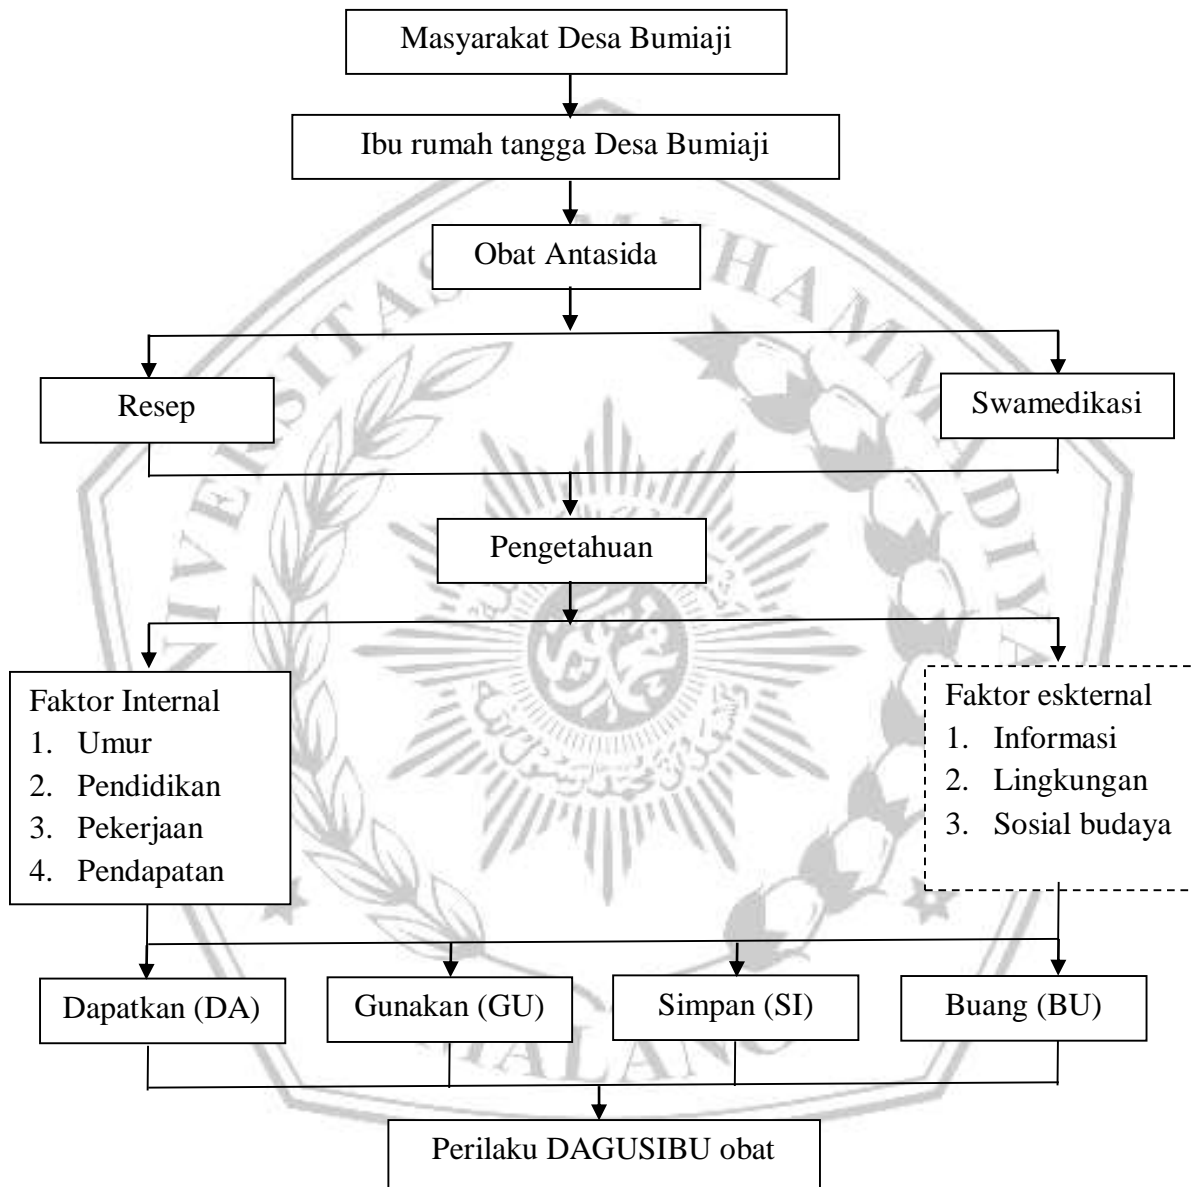 Masyarakat Desa Bumiaji
Ibu rumah tangga Desa Bumiaji
Obat Antasida
Resep
Swamedikasi
Pengetahuan
Faktor Internal
1. Umur
2. Pendidikan
3. Pekerjaan
4. Pendapatan
Faktor eskternal
1. Informasi
2. Lingkungan
3. Sosial budaya
Dapatkan (DA)
Gunakan (GU)
Simpan (SI)
Buang (BU)
Perilaku DAGUSIBU obat